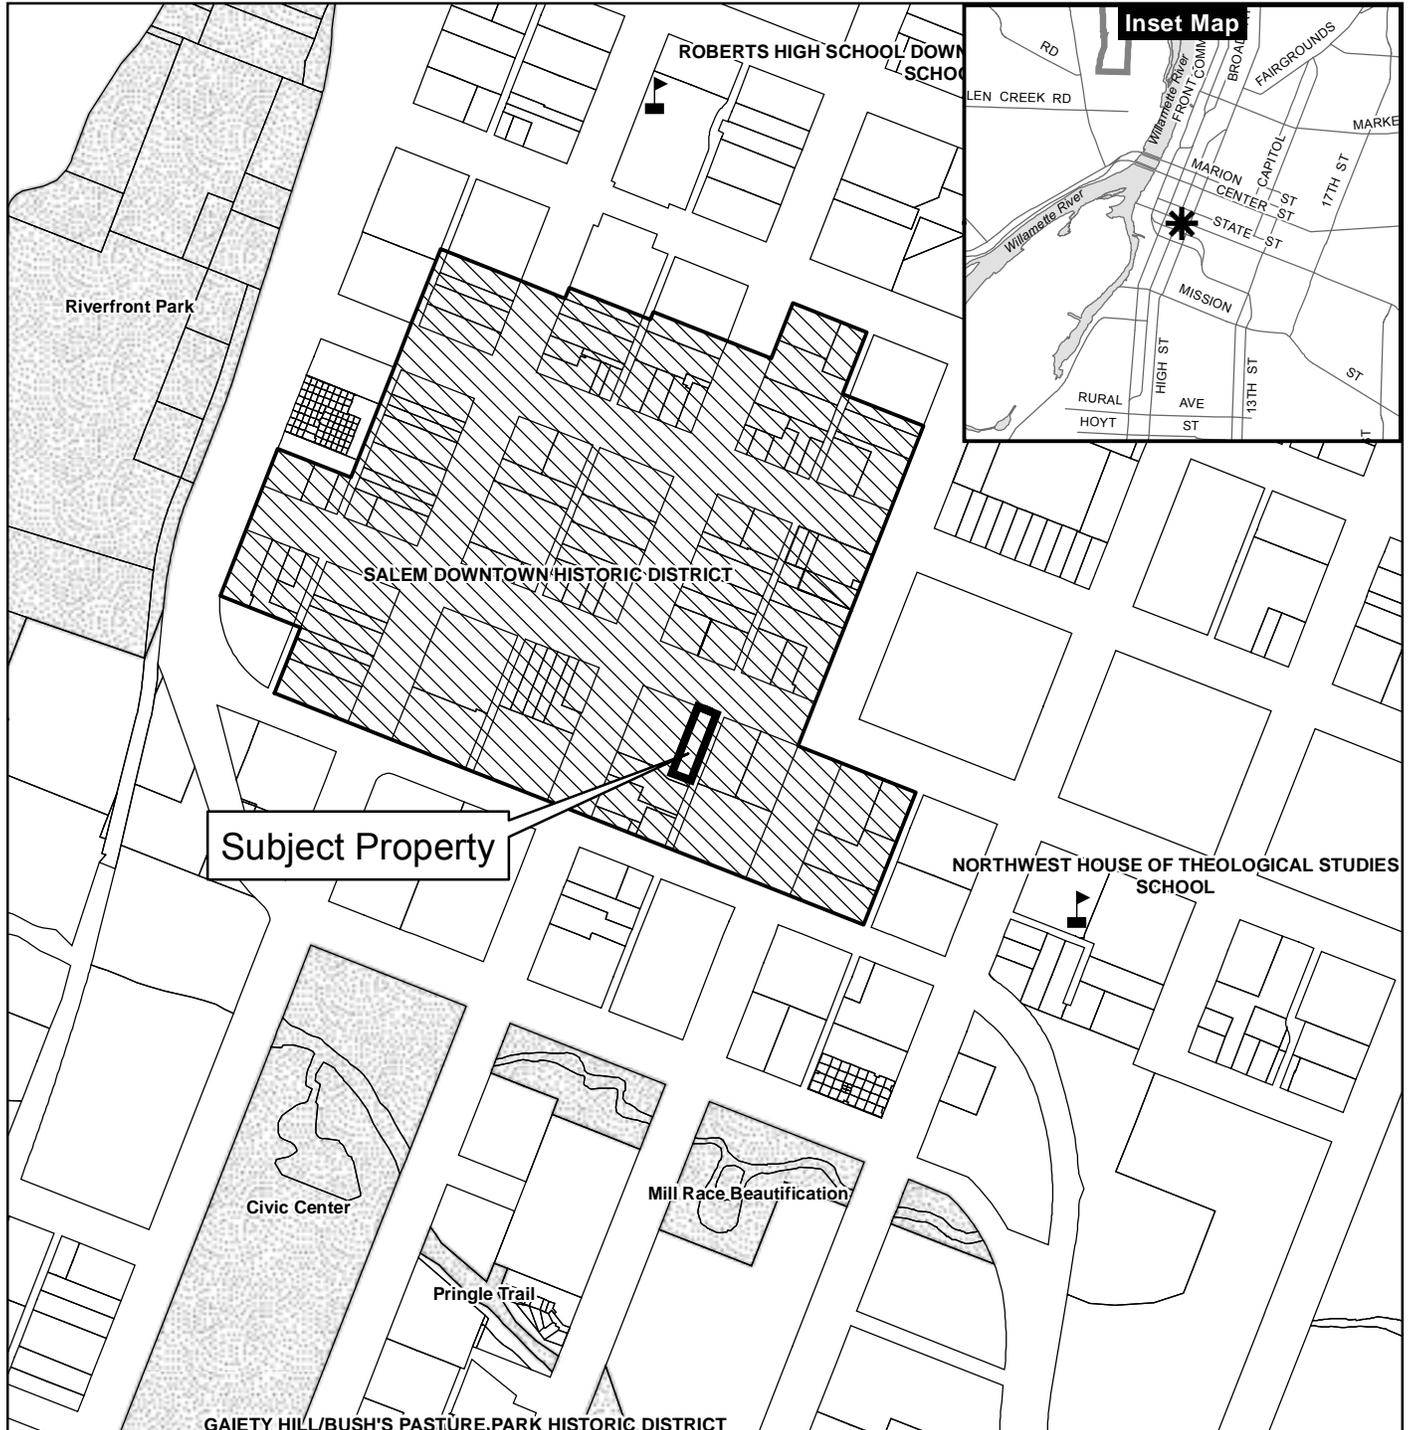 ROBERTS HIGH SCHOOL DOWN
SCHOO
Inset Map
RD
LEN CREEK RD
Willamette River
FRONT
COMM
BROAD
FAIRGROUNDS
MARKE
CAPITOL
17TH ST
MARION ST
CENTER ST
STATE ST
Willamette River
MISSION ST
HIGH ST
13TH ST
RURAL AVE
HOYT ST
Riverfront Park
SALEM DOWNTOWN HISTORIC DISTRICT
Subject Property
NORTHWEST HOUSE OF THEOLOGICAL STUDIES
SCHOOL
Civic Center
Mill Race Beautification
Pringle Trail
GAIETY HILL/BUSH'S PASTURE PARK HISTORIC DISTRICT